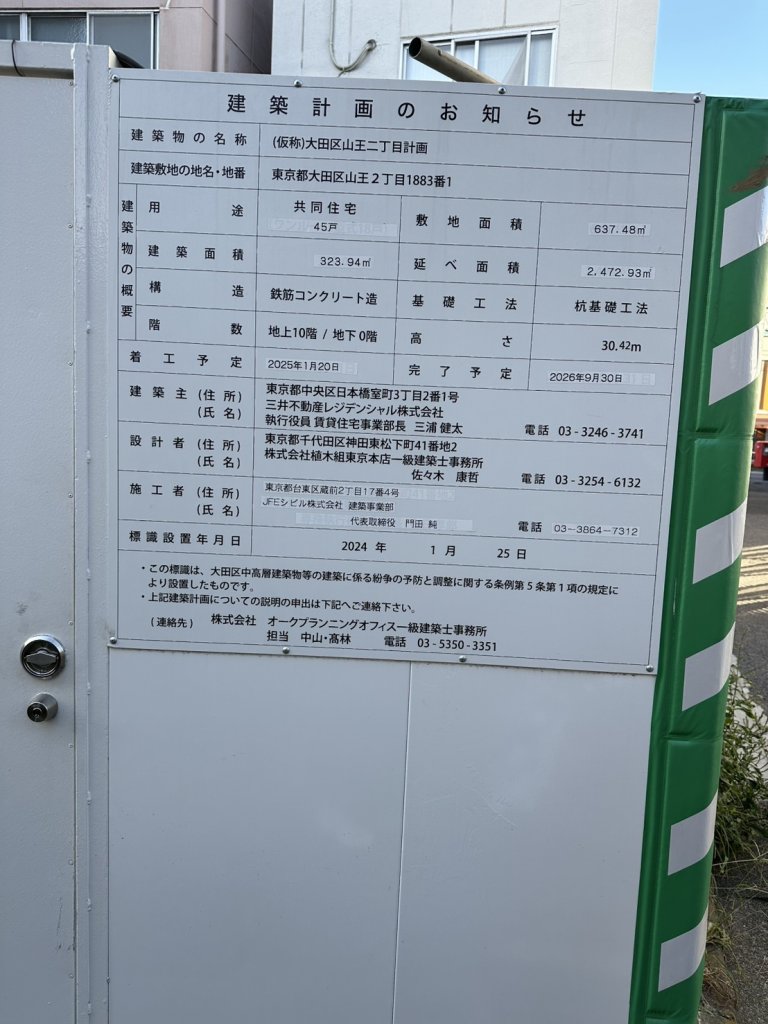 建築計画のお知らせ
建築物の名称 (仮称)大田区山王二丁目計画
建築敷地の地名・地番 東京都大田区山王2丁目1883番1
建築物の概要
用途 共同住宅 45戸 敷地面積 637.48㎡
建築面積 323.94㎡ 延べ面積 2,472.93㎡
構造 鉄筋コンクリート造 基礎工法 杭基礎工法
階数 地上10階 / 地下0階 高さ 30.42m
着工予定 2025年1月20日 完了予定 2026年9月30日
建築主(住所) 東京都中央区日本橋室町3丁目2番1号
(氏名) 三井不動産レジデンシャル株式会社
執行役員 賃貸住宅事業部長 三浦 健太 電話 03-3246-3741
設計者(住所) 東京都千代田区神田東松下町41番地2
(氏名) 株式会社植木組東京本店一級建築士事務所
佐々木 康哲 電話 03-3254-6132
施工者(住所) 東京都台東区蔵前2丁目17番4号
(氏名) JFEシビル株式会社 建築事業部
代表取締役 門田 純 電話 03-3864-7312
標識設置年月日 2024 年 1 月 25 日
・この標識は、大田区中高層建築物等の建築に係る紛争の予防と調整に関する条例第5条第1項の規定に
より設置したものです。
・上記建築計画についての説明の申出は下記へご連絡下さい。
(連絡先) 株式会社 オークプランニングオフィス一級建築士事務所
担当 中山・髙林 電話 03-5350-3351